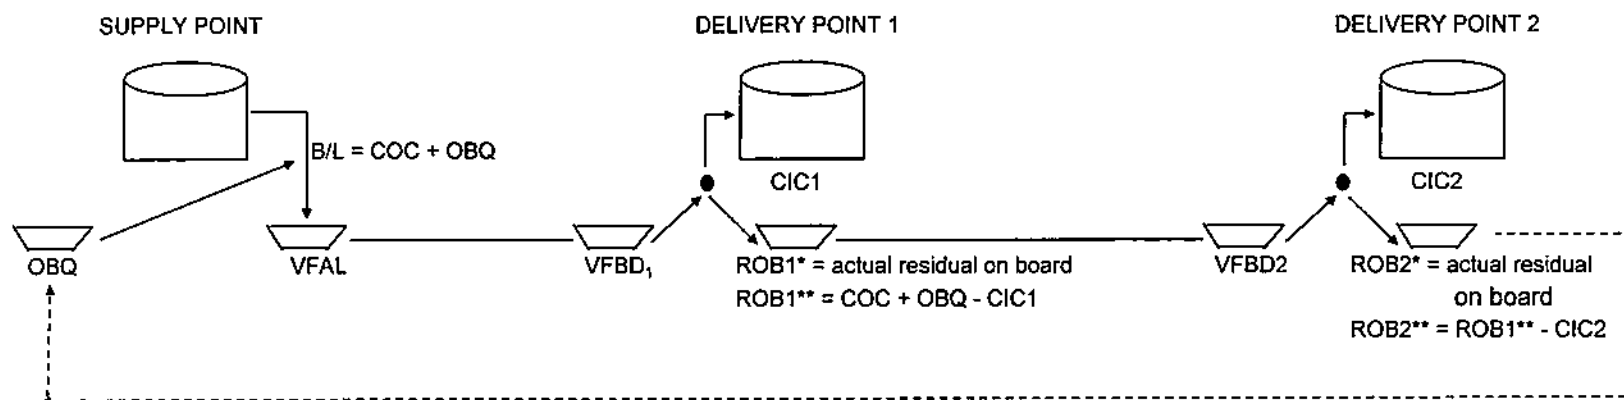 SUPPLY POINT
DELIVERY POINT 1
DELIVERY POINT 2
B/L = COC + OBQ
CIC1
CIC2
OBQ
VFAL
VFBD₁
ROB1* = actual residual on board
ROB1** = COC + OBQ - CIC1
VFBD2
ROB2* = actual residual
on board
ROB2** = ROB1** - CIC2